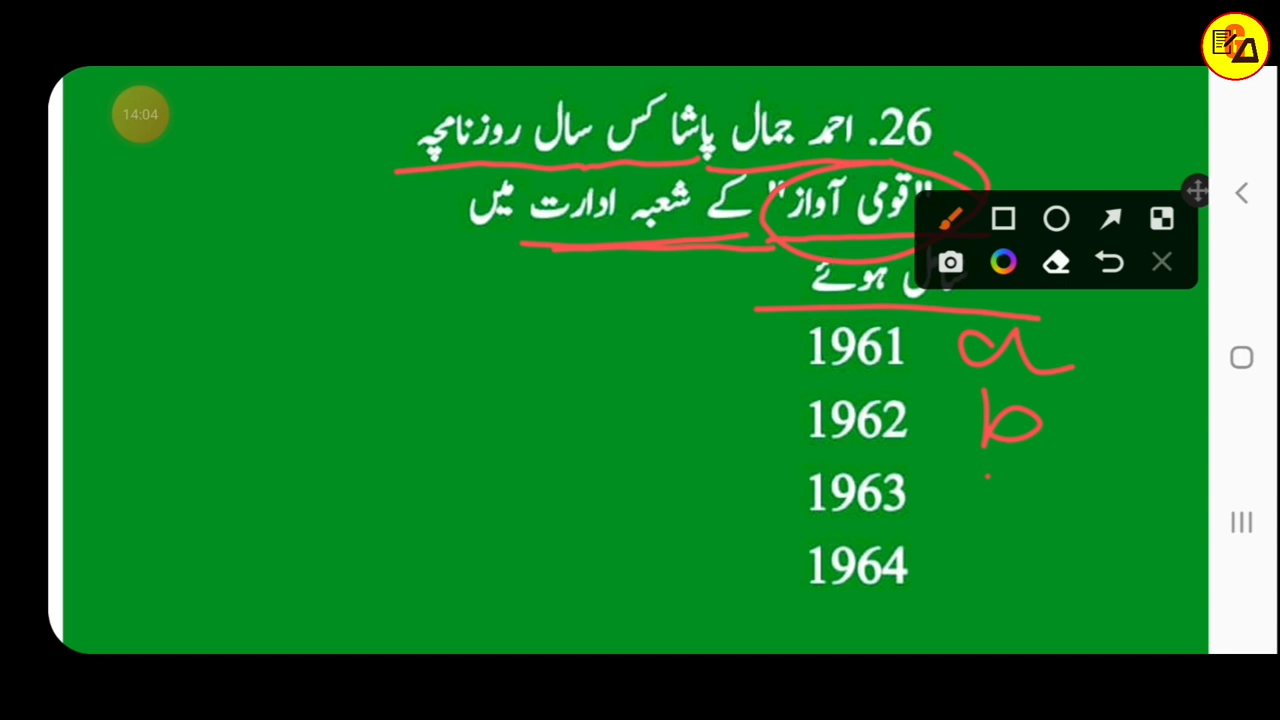 14:04
26. احمد جمال پاشا کس سال روزنامچہ
"قومی آواز" کے شعبہ ادارت میں
ہوئے
1961 a
1962 b
1963
1964